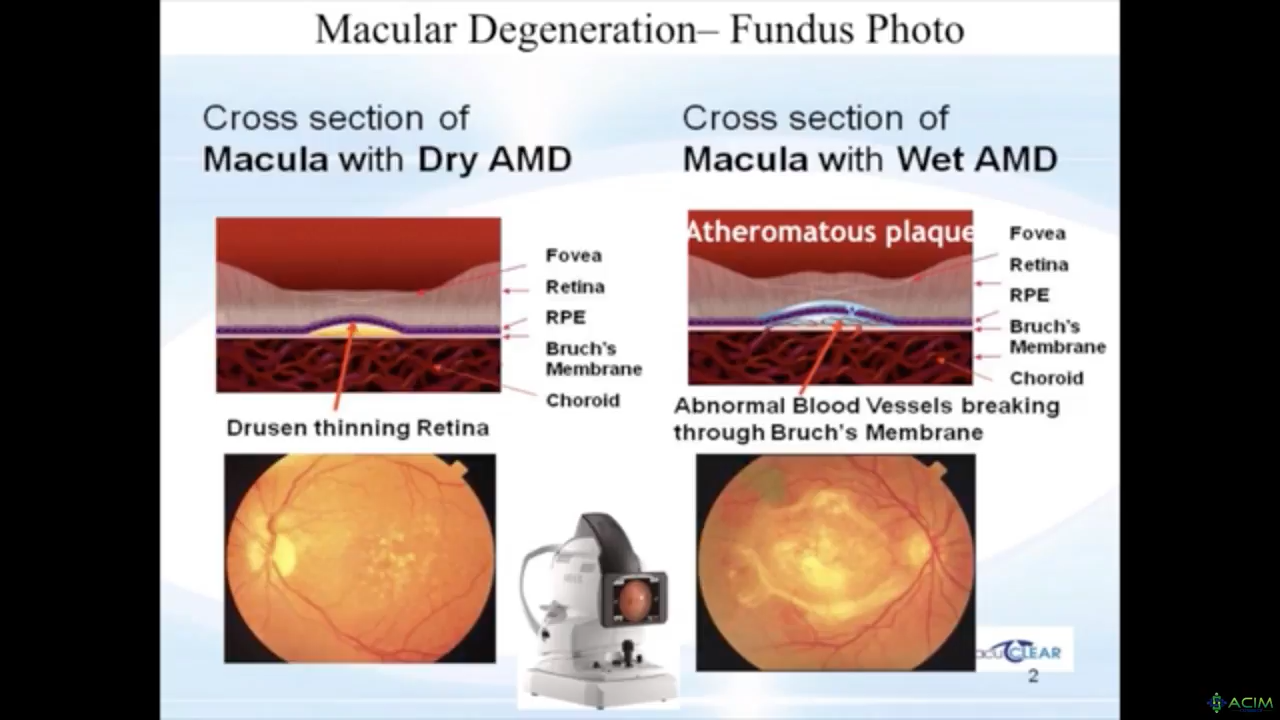 Macular Degeneration– Fundus Photo
Cross section of
Macula with Dry AMD
Cross section of
Macula with Wet AMD
Fovea
Retina
RPE
Bruch's
Membrane
Choroid
Drusen thinning Retina
Atheromatous plaque
Fovea
Retina
RPE
Bruch's
Membrane
Choroid
Abnormal Blood Vessels breaking
through Bruch's Membrane
acuCLEAR
2
ACIM